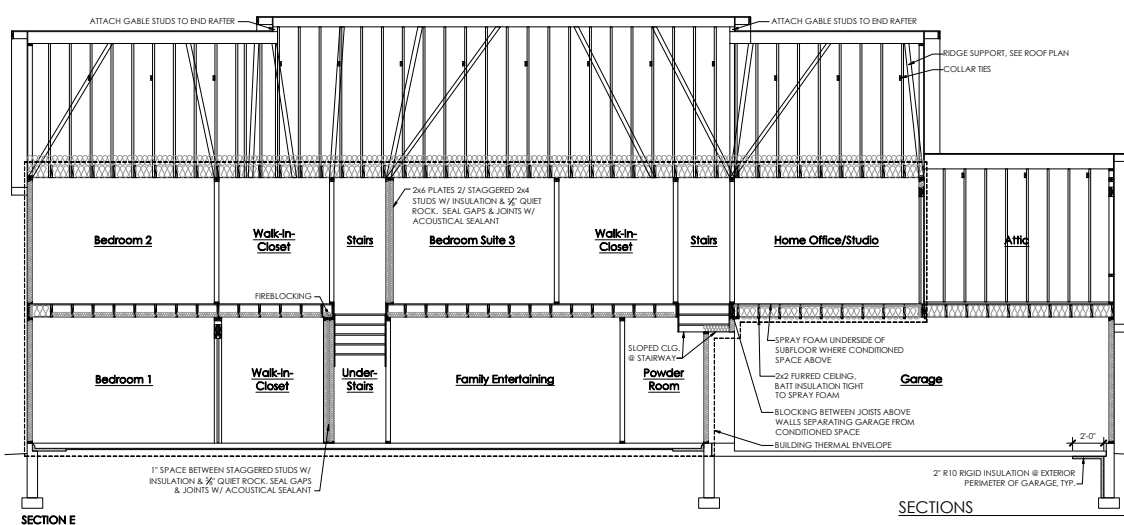 ATTACH GABLE STUDS TO END RAFTER
ATTACH GABLE STUDS TO END RAFTER
RIDGE SUPPORT, SEE ROOF PLAN
COLLAR TIES
2x6 PLATES 2/ STAGGERED 2x4
STUDS W/ INSULATION & ⅝" QUIET
ROCK. SEAL GAPS & JOINTS W/
ACOUSTICAL SEALANT
Bedroom 2
Walk-In-
Closet
Stairs
Bedroom Suite 3
Walk-In-
Closet
Stairs
Home Office/Studio
Attic
FIREBLOCKING
SLOPED CLG.
@ STAIRWAY
SPRAY FOAM UNDERSIDE OF
SUBFLOOR WHERE CONDITIONED
SPACE ABOVE
2x2 FURRED CEILING,
BATT INSULATION TIGHT
TO SPRAY FOAM
BLOCKING BETWEEN JOISTS ABOVE
WALLS SEPARATING GARAGE FROM
CONDITIONED SPACE
BUILDING THERMAL ENVELOPE
Bedroom 1
Walk-In-
Closet
Under-
Stairs
Family Entertaining
Powder
Room
Garage
2'-0"
1" SPACE BETWEEN STAGGERED STUDS W/
INSULATION & ⅝" QUIET ROCK. SEAL GAPS
& JOINTS W/ ACOUSTICAL SEALANT
2" R10 RIGID INSULATION @ EXTERIOR
PERIMETER OF GARAGE, TYP.
SECTIONS
SECTION E